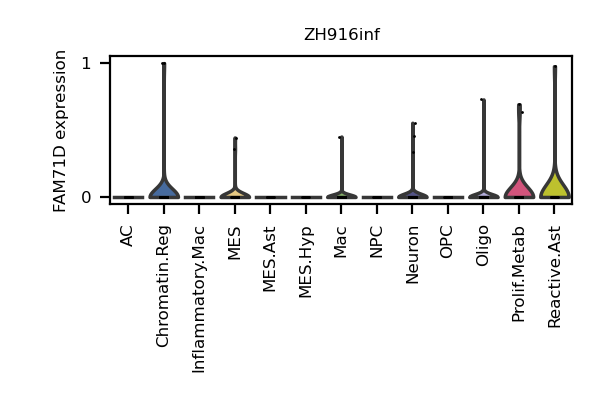 ZH916inf
FAM71D expression
1
0
AC
Chromatin.Reg
Inflammatory.Mac
MES
MES.Ast
MES.Hyp
Mac
NPC
Neuron
OPC
Oligo
Prolif.Metab
Reactive.Ast